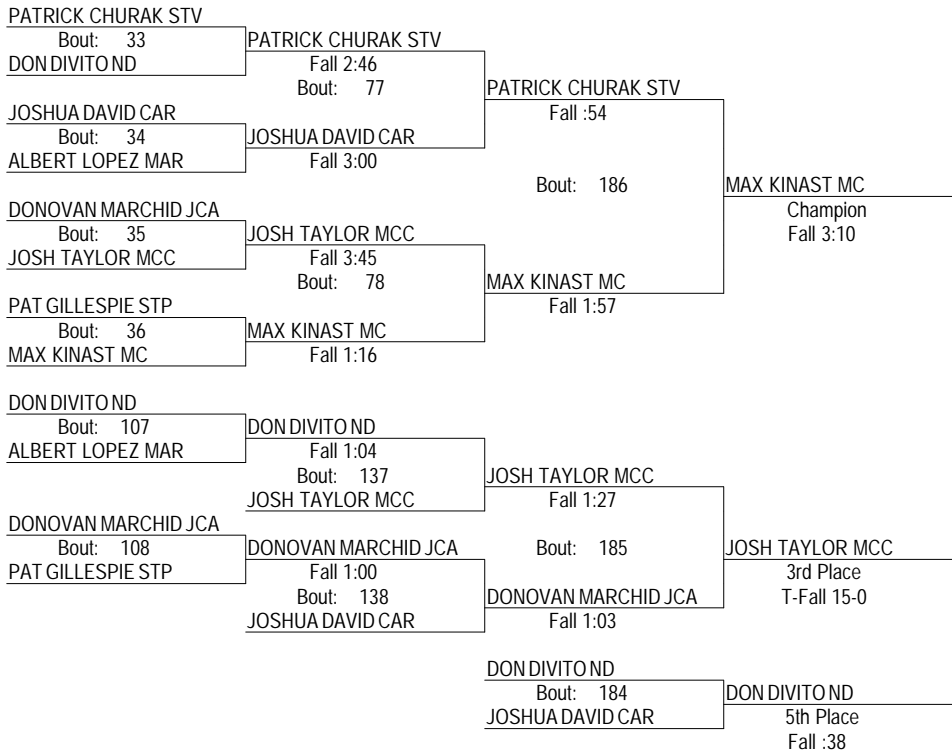 PATRICK CHURAK STV
Bout: 33
PATRICK CHURAK STV
DON DIVITO ND
Fall 2:46
Bout: 77
PATRICK CHURAK STV
JOSHUA DAVID CAR
Fall :54
Bout: 34
JOSHUA DAVID CAR
ALBERT LOPEZ MAR
Fall 3:00
Bout: 186
MAX KINAST MC
DONOVAN MARCHID JCA
Champion
Bout: 35
JOSH TAYLOR MCC
Fall 3:10
JOSH TAYLOR MCC
Fall 3:45
Bout: 78
MAX KINAST MC
PAT GILLESPIE STP
Fall 1:57
Bout: 36
MAX KINAST MC
MAX KINAST MC
Fall 1:16
DON DIVITO ND
Bout: 107
DON DIVITO ND
ALBERT LOPEZ MAR
Fall 1:04
Bout: 137
JOSH TAYLOR MCC
JOSH TAYLOR MCC
Fall 1:27
DONOVAN MARCHID JCA
Bout: 108
DONOVAN MARCHID JCA
Bout: 185
JOSH TAYLOR MCC
PAT GILLESPIE STP
Fall 1:00
3rd Place
Bout: 138
DONOVAN MARCHID JCA
T-Fall 15-0
JOSHUA DAVID CAR
Fall 1:03
DON DIVITO ND
Bout: 184
DON DIVITO ND
JOSHUA DAVID CAR
5th Place
Fall :38